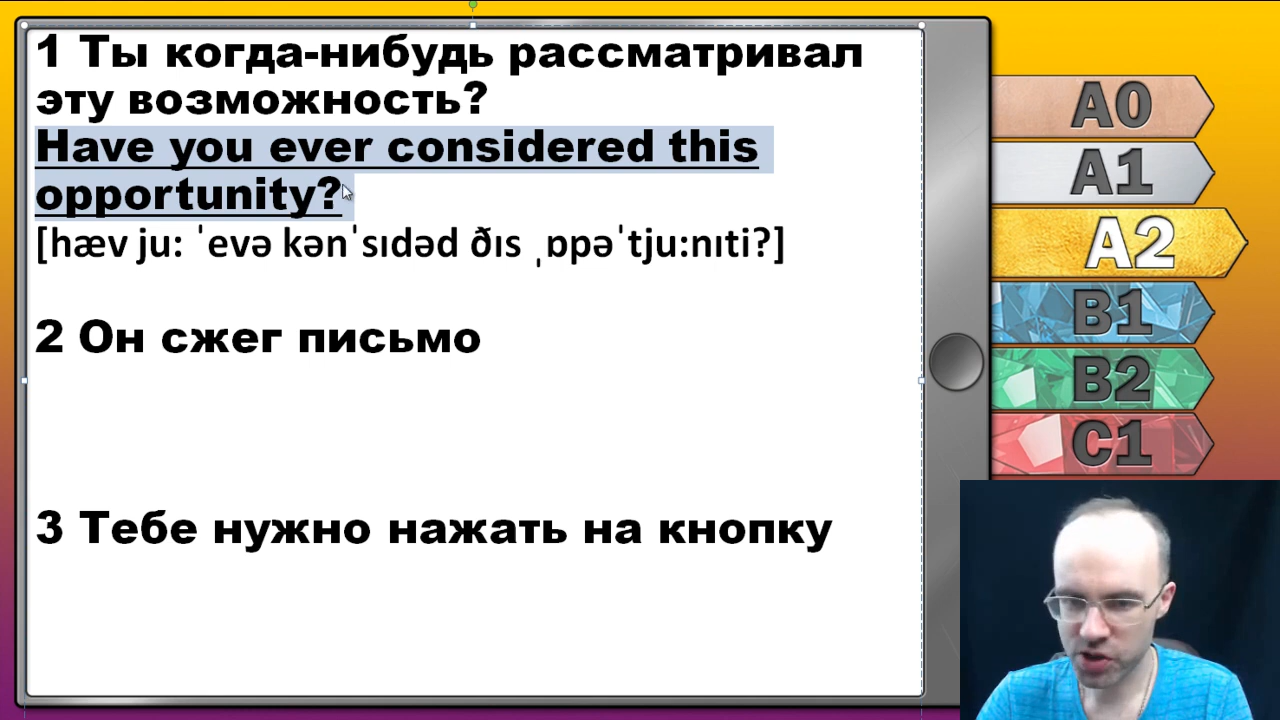 1 Ты когда-нибудь рассматривал
эту возможность?
Have you ever considered this
opportunity?
[hæv ju: ˈevə kənˈsɪdəd ðɪs ˌɒpəˈtju:nɪti?]
2 Он сжег письмо
3 Тебе нужно нажать на кнопку
A0
A1
A2
B1
B2
C1